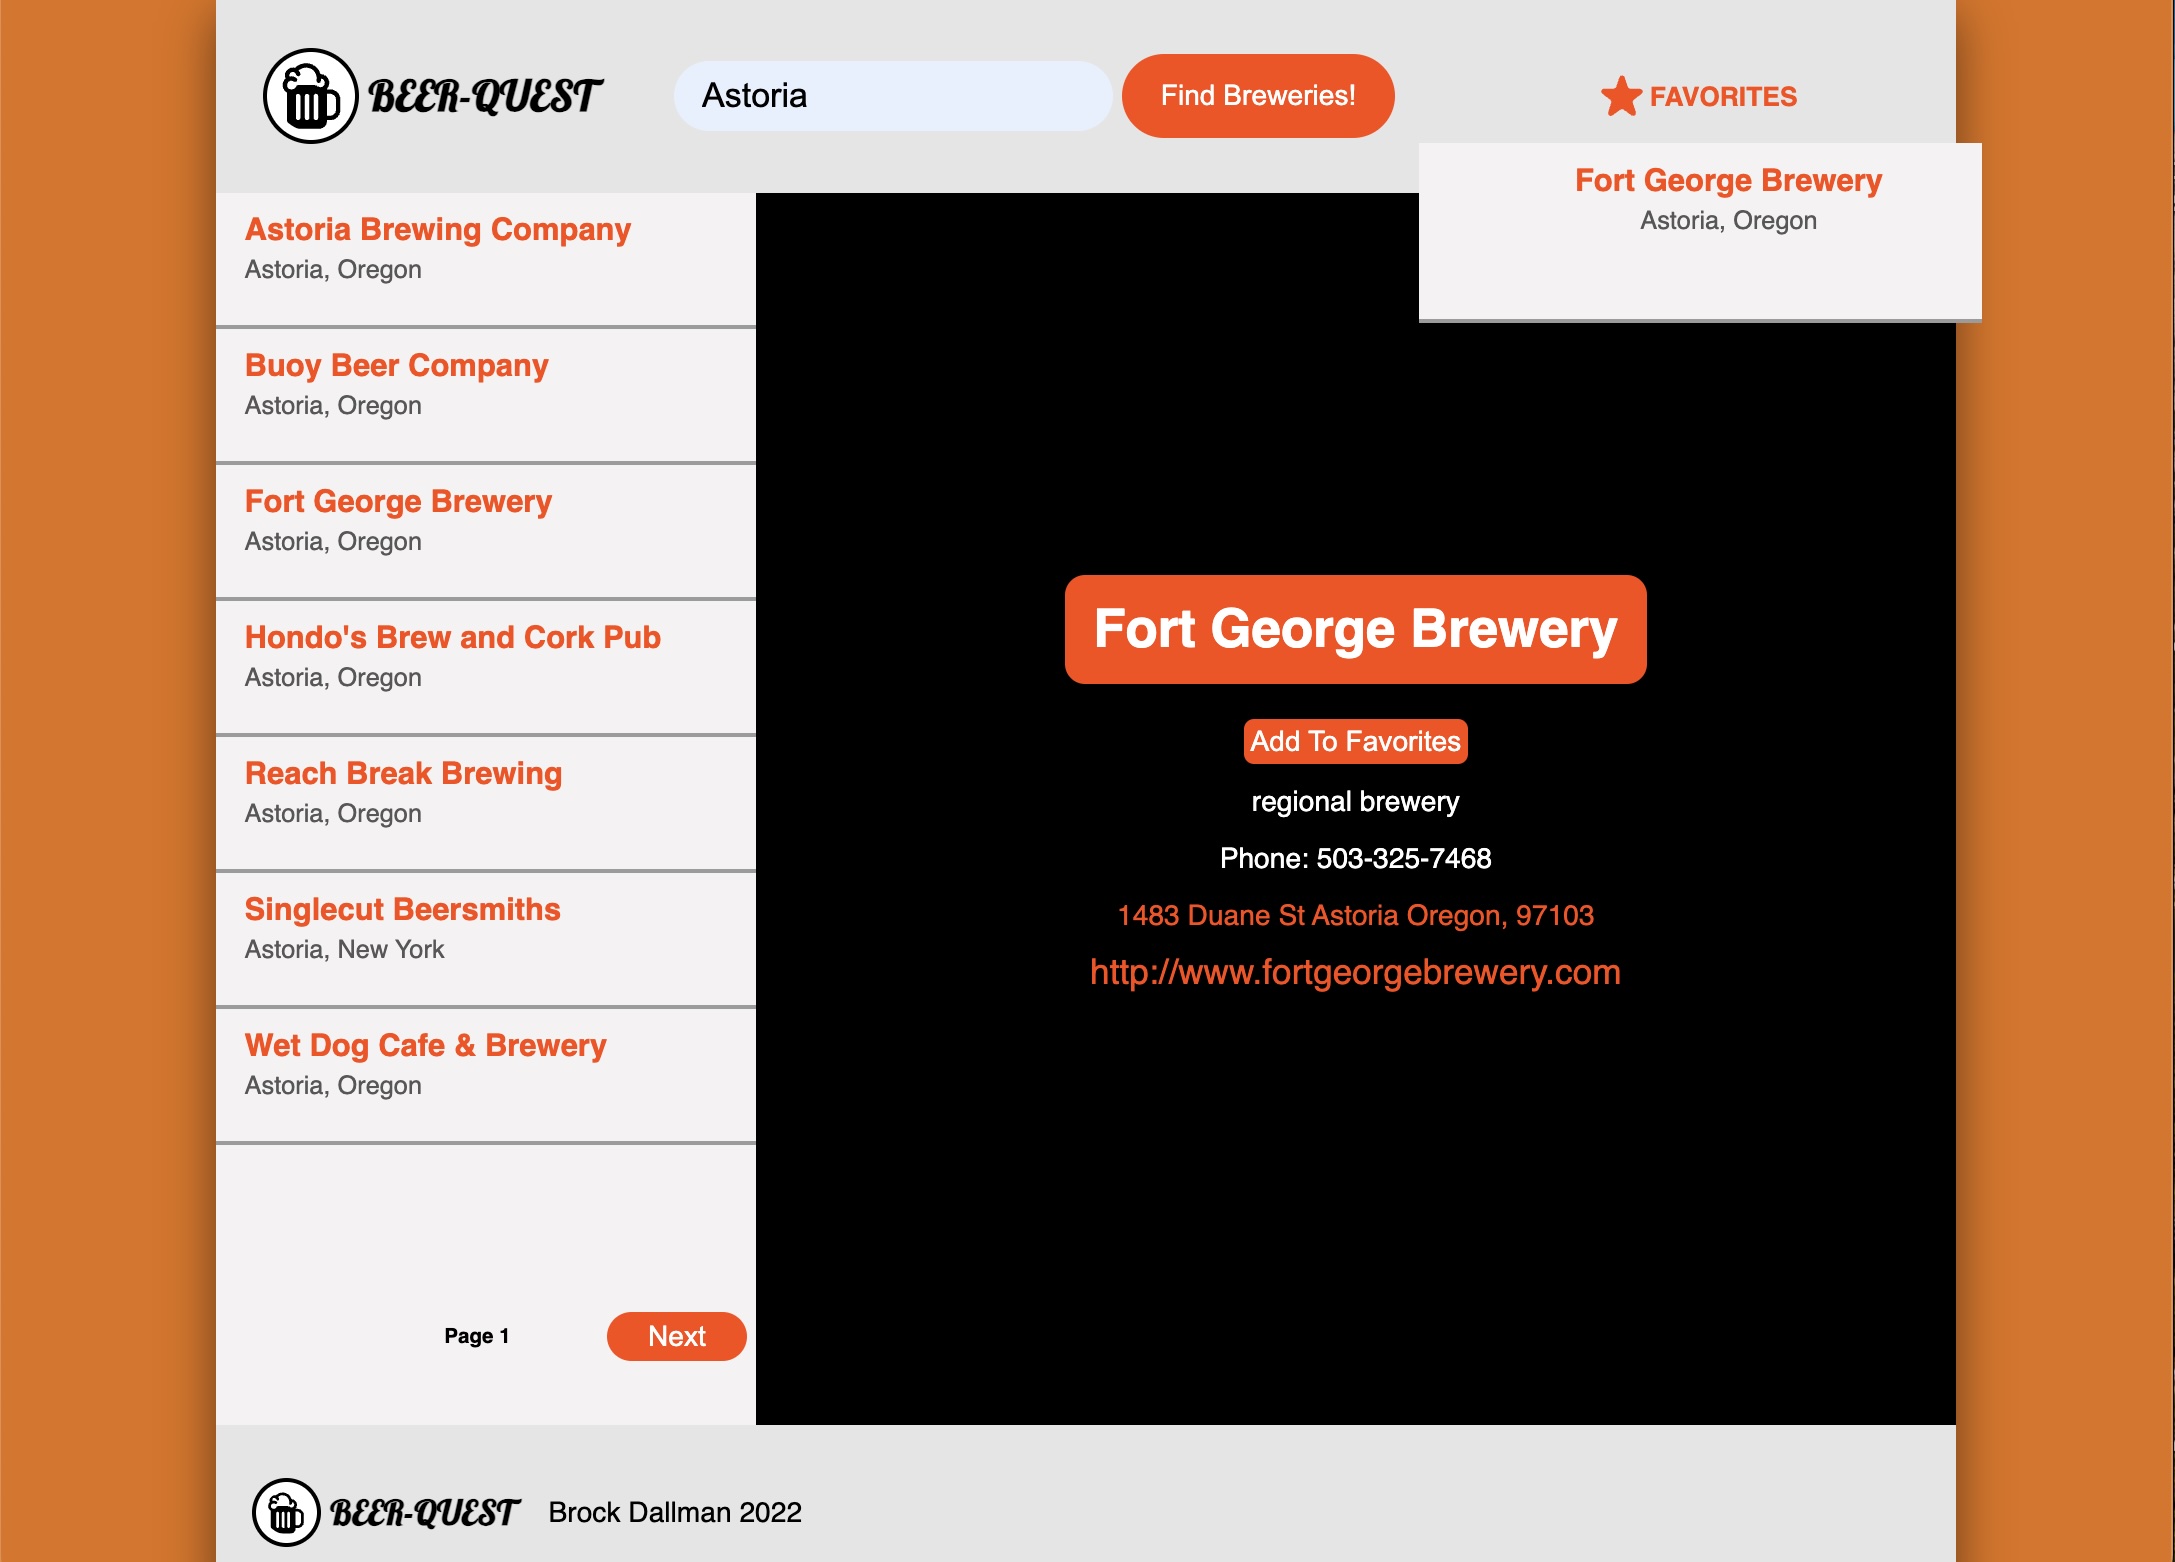 BEER-QUEST
Astoria
Find Breweries!
FAVORITES
Fort George Brewery
Astoria, Oregon
Astoria Brewing Company
Astoria, Oregon
Buoy Beer Company
Astoria, Oregon
Fort George Brewery
Astoria, Oregon
Hondo's Brew and Cork Pub
Astoria, Oregon
Reach Break Brewing
Astoria, Oregon
Singlecut Beersmiths
Astoria, New York
Wet Dog Cafe & Brewery
Astoria, Oregon
Page 1
Next
Fort George Brewery
Add To Favorites
regional brewery
Phone: 503-325-7468
1483 Duane St Astoria Oregon, 97103
http://www.fortgeorgebrewery.com
BEER-QUEST
Brock Dallman 2022